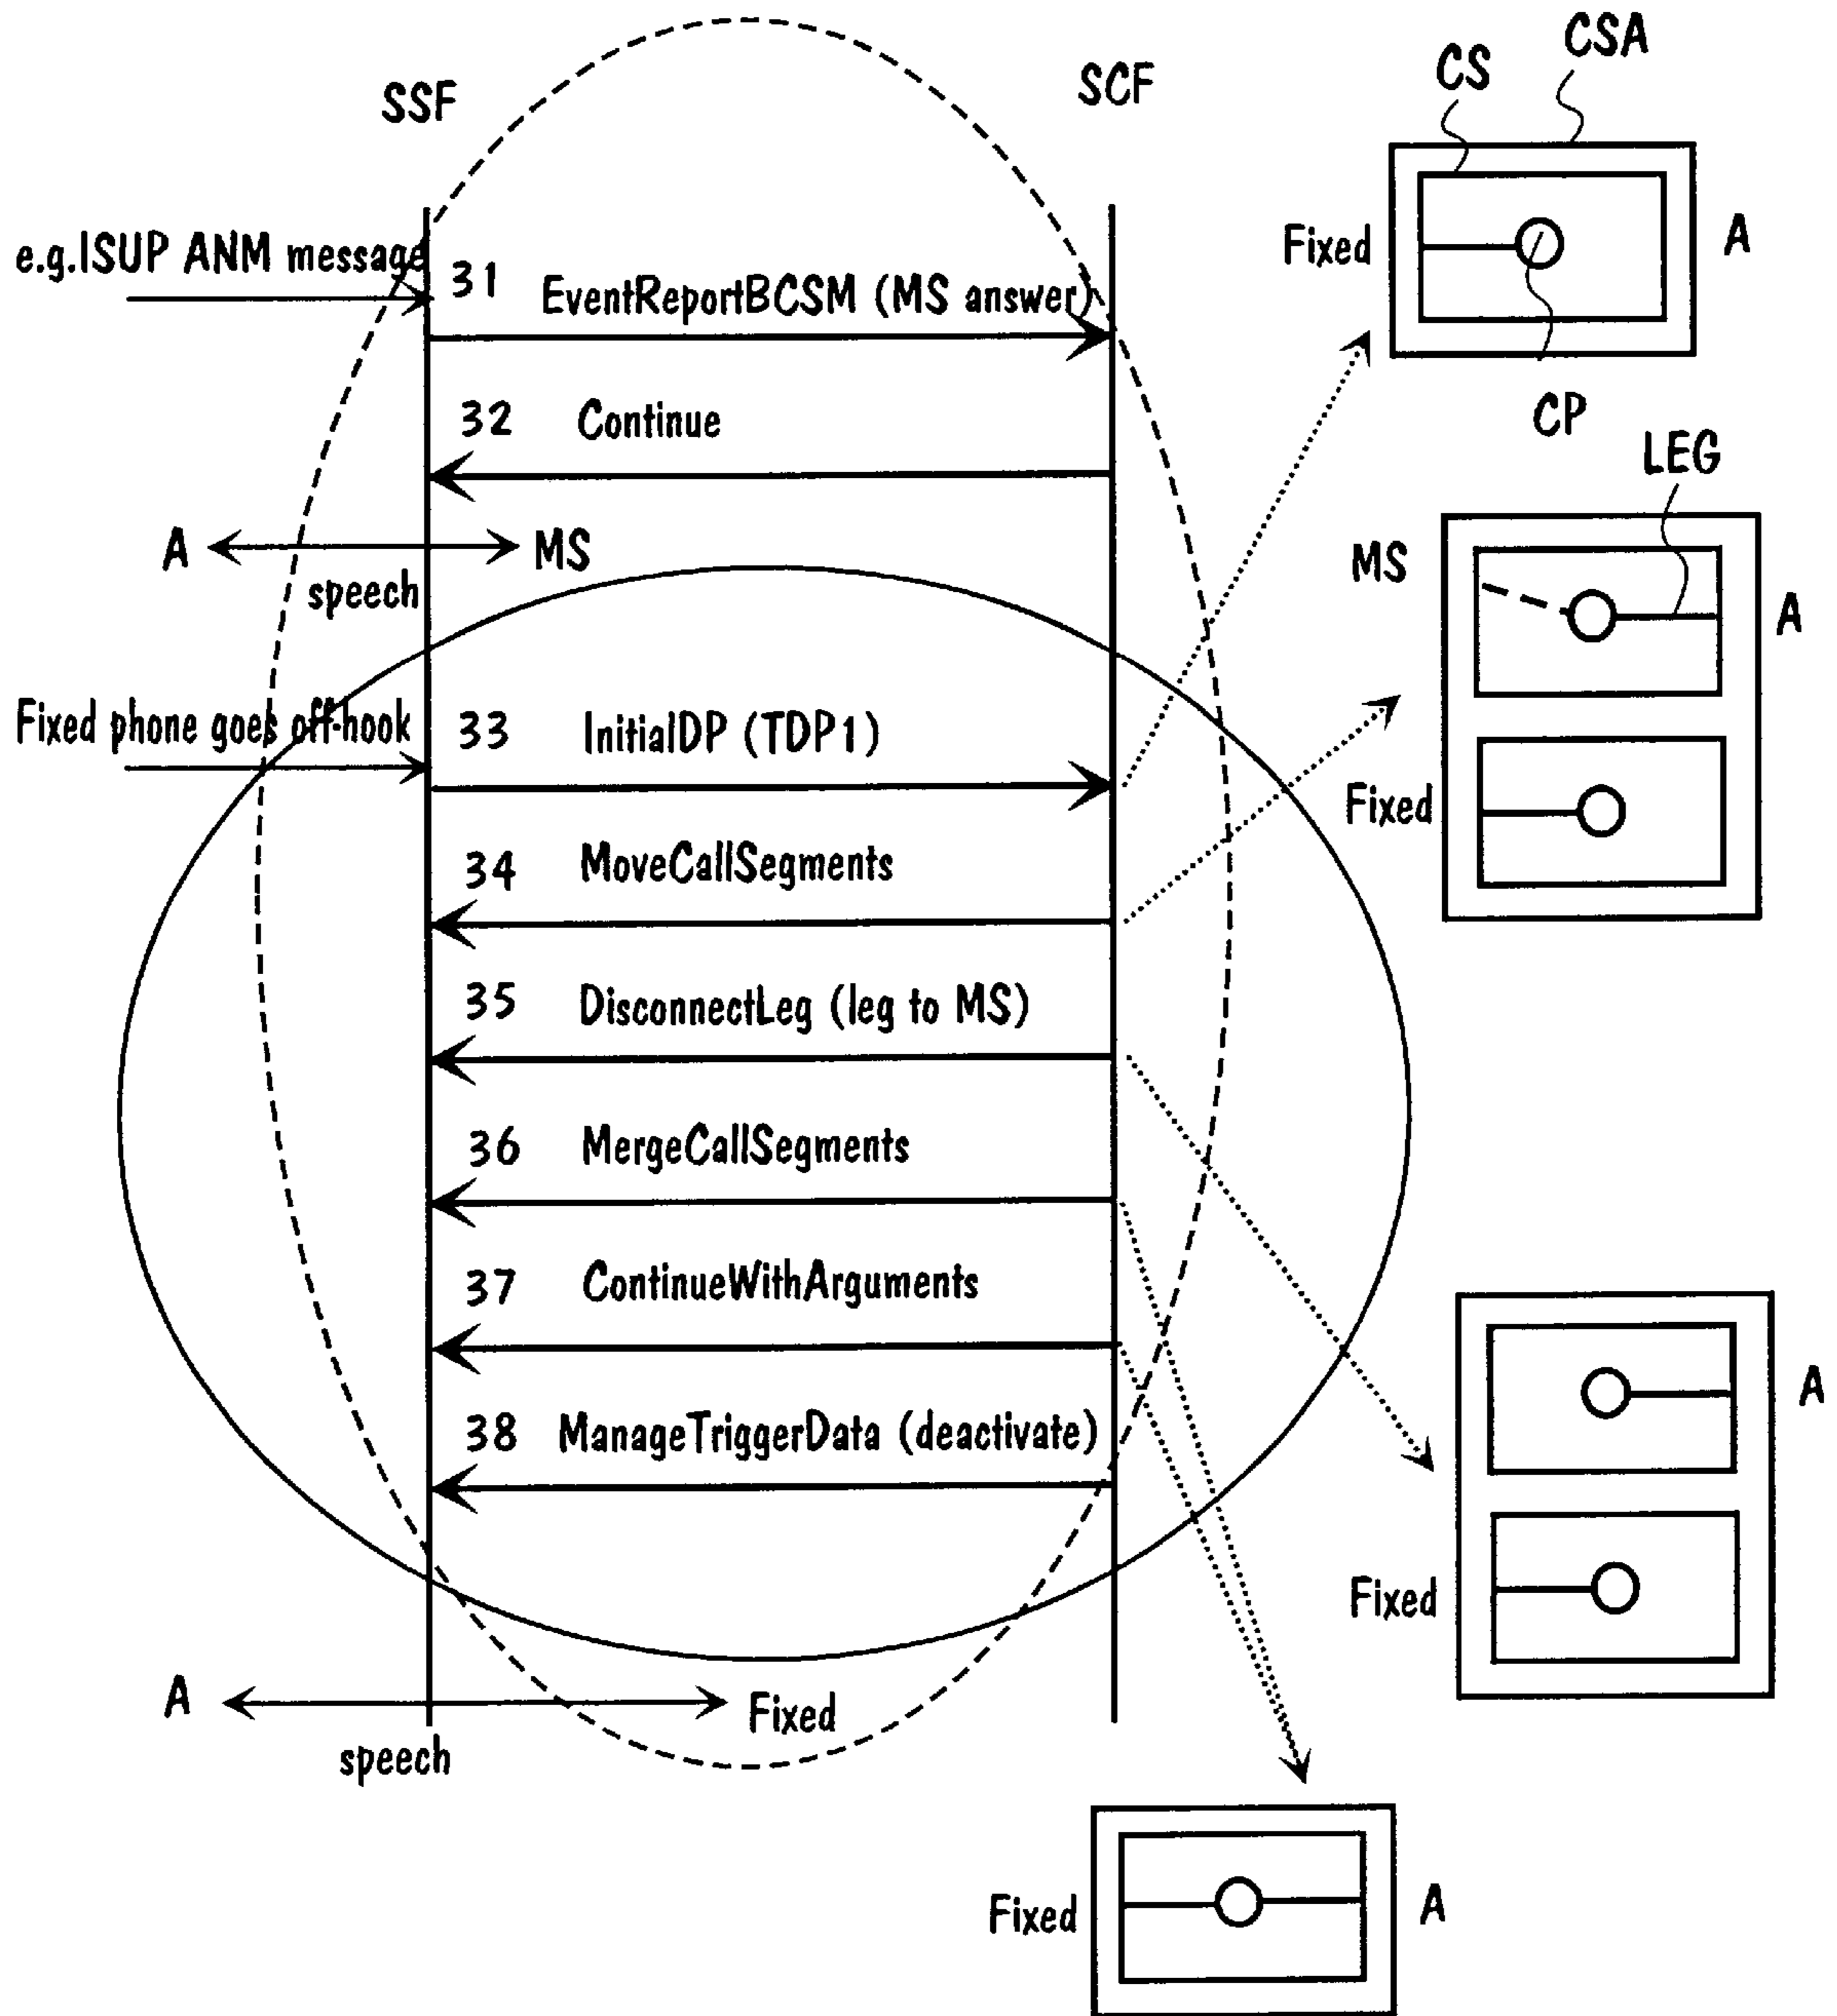 CSA
CS
SSF
SCF
Fixed
A
e.g.ISUP ANM message
31 EventReportBCSM (MS answer)
CP
32 Continue
LEG
A
MS
speech
MS
A
Fixed phone goes off-hook
33 InitialDP (TDP1)
Fixed
34 MoveCallSegments
35 DisconnectLeg (leg to MS)
36 MergeCallSegments
37 ContinueWithArguments
38 ManageTriggerData (deactivate)
A
Fixed
A
Fixed
speech
Fixed
A